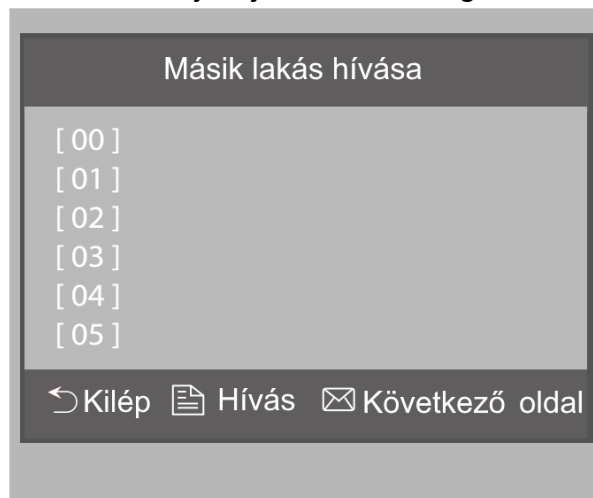 Másik lakás hívása
[ 00 ]
[ 01 ]
[ 02 ]
[ 03 ]
[ 04 ]
[ 05 ]
Kilép Hívás Következő oldal